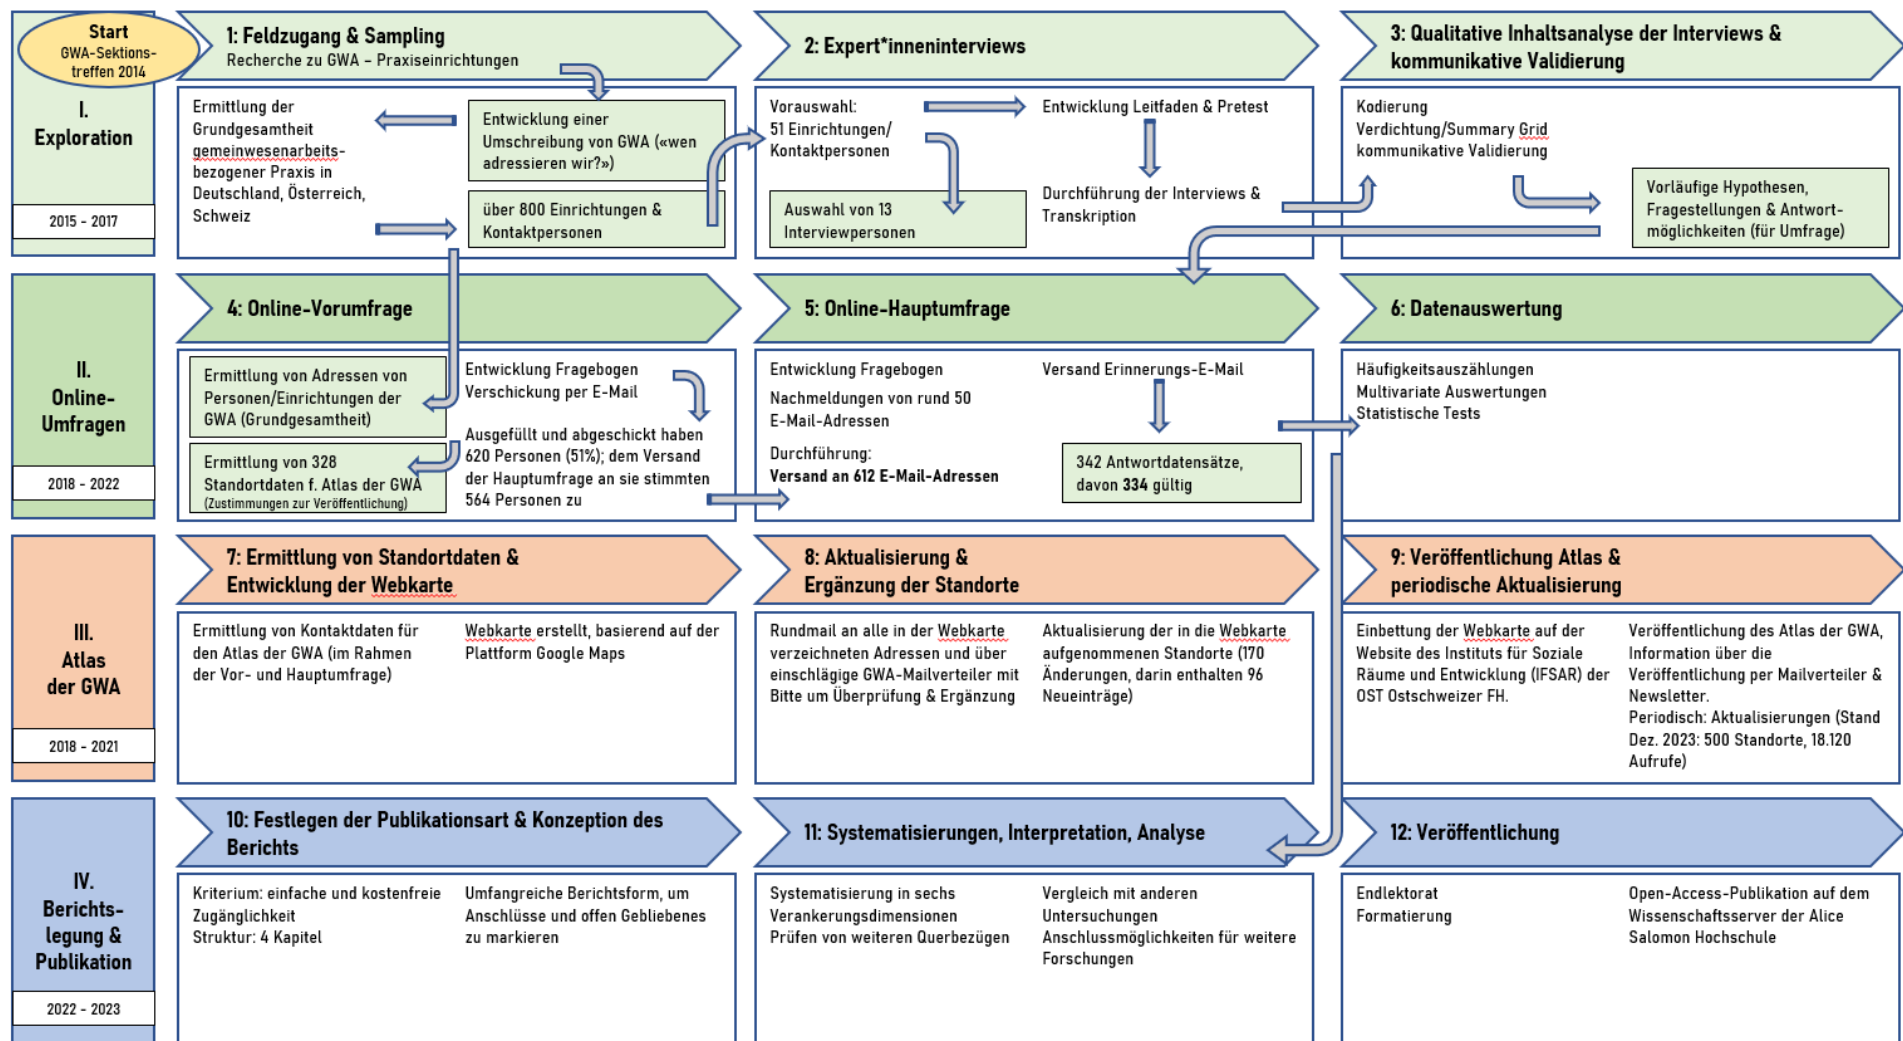 Start
GWA-Sektions-
treffen 2014
I.
Exploration
2015 - 2017
1: Feldzugang & Sampling
Recherche zu GWA – Praxiseinrichtungen
Ermittlung der
Grundgesamtheit
gemeinwesenarbeits-
bezogener Praxis in
Deutschland, Österreich,
Schweiz
Entwicklung einer
Umschreibung von GWA («wen
adressieren wir?»)
über 800 Einrichtungen &
Kontaktpersonen
2: Expert*inneninterviews
Vorauswahl:
51 Einrichtungen/
Kontaktpersonen
Auswahl von 13
Interviewpersonen
Entwicklung Leitfaden & Pretest
Durchführung der Interviews &
Transkription
3: Qualitative Inhaltsanalyse der Interviews &
kommunikative Validierung
Kodierung
Verdichtung/Summary Grid
kommunikative Validierung
Vorläufige Hypothesen,
Fragestellungen & Antwort-
möglichkeiten (für Umfrage)
II.
Online-
Umfragen
2018 - 2022
4: Online-Vorumfrage
Ermittlung von Adressen von
Personen/Einrichtungen der
GWA (Grundgesamtheit)
Ermittlung von 328
Standortdaten f. Atlas der GWA
(Zustimmungen zur Veröffentlichung)
Entwicklung Fragebogen
Verschickung per E-Mail
Ausgefüllt und abgeschickt haben
620 Personen (51%); dem Versand
der Hauptumfrage an sie stimmten
564 Personen zu
5: Online-Hauptumfrage
Entwicklung Fragebogen
Nachmeldungen von rund 50
E-Mail-Adressen
Durchführung:
Versand an 612 E-Mail-Adressen
Versand Erinnerungs-E-Mail
342 Antwortdatensätze,
davon 334 gültig
6: Datenauswertung
Häufigkeitsauszählungen
Multivariate Auswertungen
Statistische Tests
III.
Atlas
der GWA
2018 - 2021
7: Ermittlung von Standortdaten &
Entwicklung der Webkarte
Ermittlung von Kontaktdaten für
den Atlas der GWA (im Rahmen
der Vor- und Hauptumfrage)
Webkarte erstellt, basierend auf der
Plattform Google Maps
8: Aktualisierung &
Ergänzung der Standorte
Rundmail an alle in der Webkarte
verzeichneten Adressen und über
einschlägige GWA-Mailverteiler mit
Bitte um Überprüfung & Ergänzung
Aktualisierung der in die Webkarte
aufgenommenen Standorte (170
Änderungen, darin enthalten 96
Neueinträge)
9: Veröffentlichung Atlas &
periodische Aktualisierung
Einbettung der Webkarte auf der
Website des Instituts für Soziale
Räume und Entwicklung (IFSAR) der
OST Ostschweizer FH.
Veröffentlichung des Atlas der GWA,
Information über die
Veröffentlichung per Mailverteiler &
Newsletter.
Periodisch: Aktualisierungen (Stand
Dez. 2023: 500 Standorte, 18.120
Aufrufe)
IV.
Berichts-
legung &
Publikation
2022 - 2023
10: Festlegen der Publikationsart & Konzeption des
Berichts
Kriterium: einfache und kostenfreie
Zugänglichkeit
Struktur: 4 Kapitel
Umfangreiche Berichtsform, um
Anschlüsse und offen Gebliebenes
zu markieren
11: Systematisierungen, Interpretation, Analyse
Systematisierung in sechs
Verankerungsdimensionen
Prüfen von weiteren Querbezügen
Vergleich mit anderen
Untersuchungen
Anschlussmöglichkeiten für weitere
Forschungen
12: Veröffentlichung
Endlektorat
Formatierung
Open-Access-Publikation auf dem
Wissenschaftsserver der Alice
Salomon Hochschule